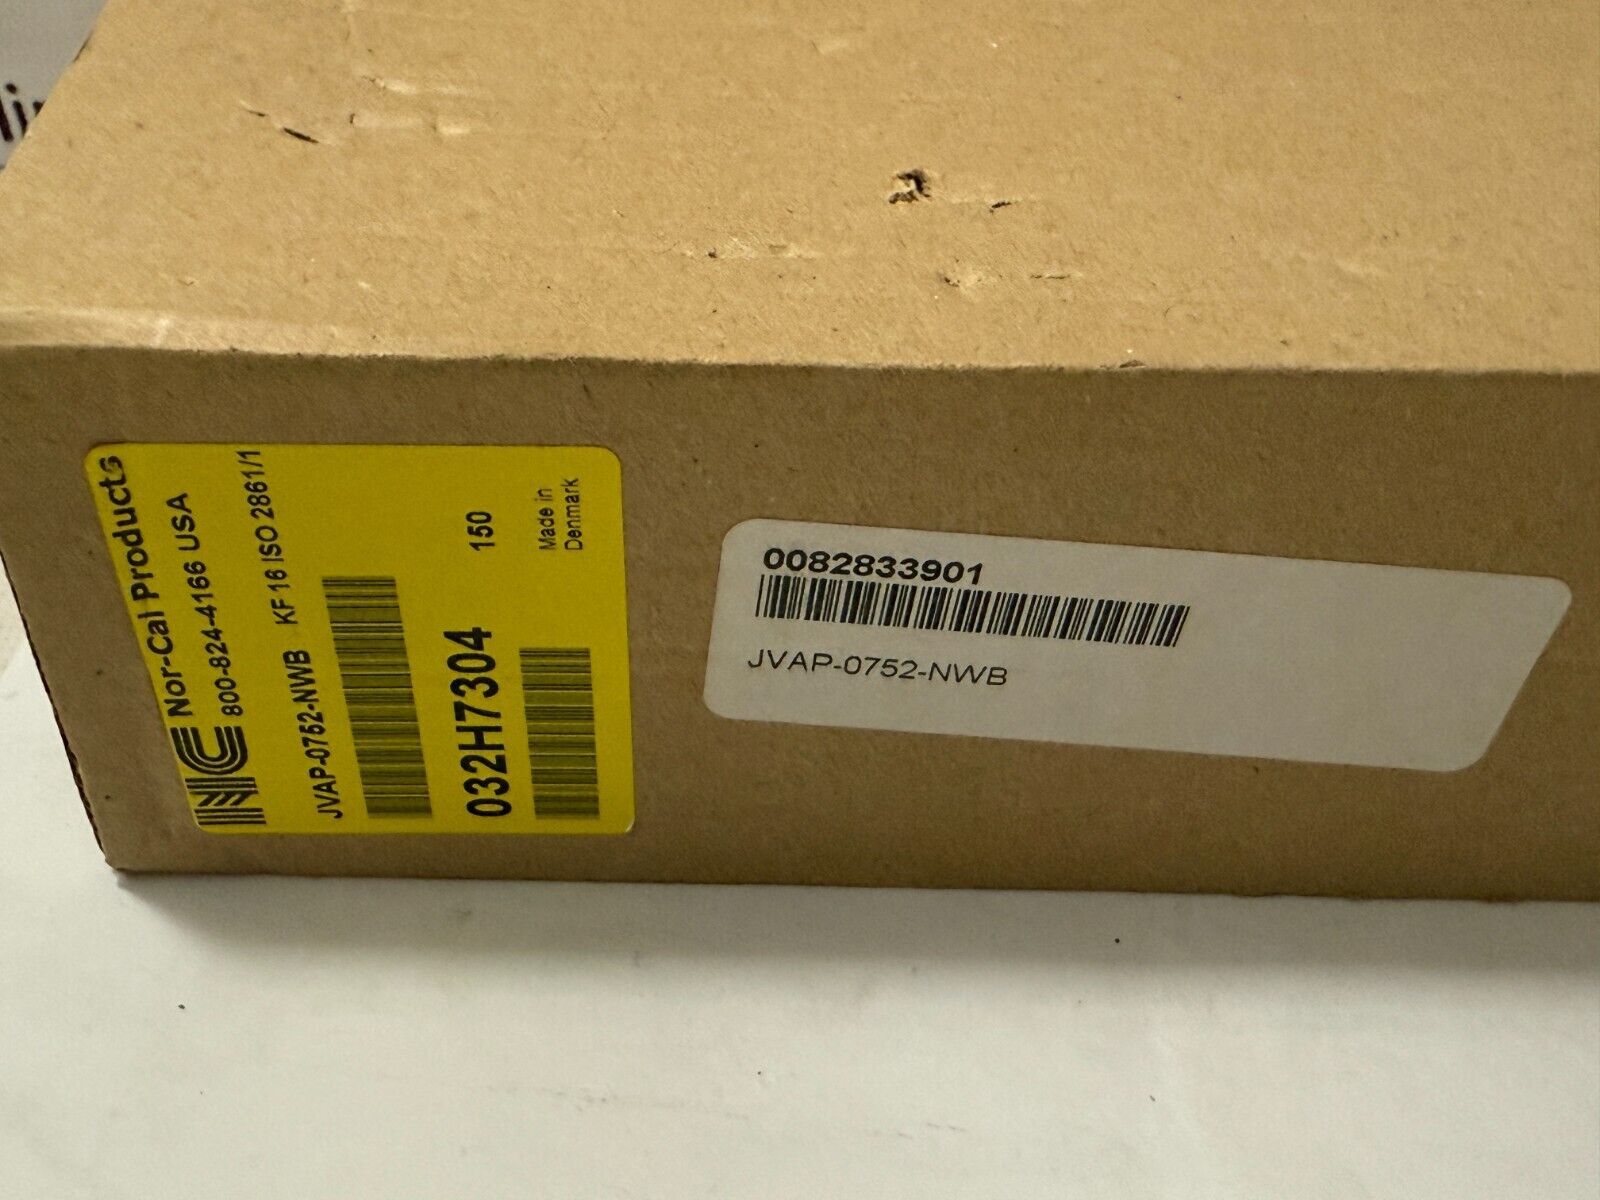 NC Nor-Cal Products
800-824-4166 USA
JVAP-0752-NWB KF 16 ISO 2861/1
032H7304 150
Made in
Denmark
0082833901
JVAP-0752-NWB